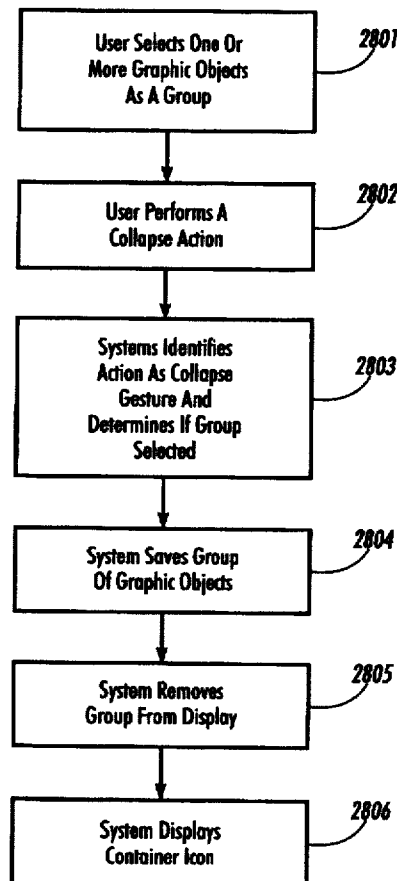 User Selects One Or
More Graphic Objects
As A Group
2801
User Performs A
Collapse Action
2802
Systems Identifies
Action As Collapse
Gesture And
Determines If Group
Selected
2803
System Saves Group
Of Graphic Objects
2804
System Removes
Group From Display
2805
System Displays
Container Icon
2806